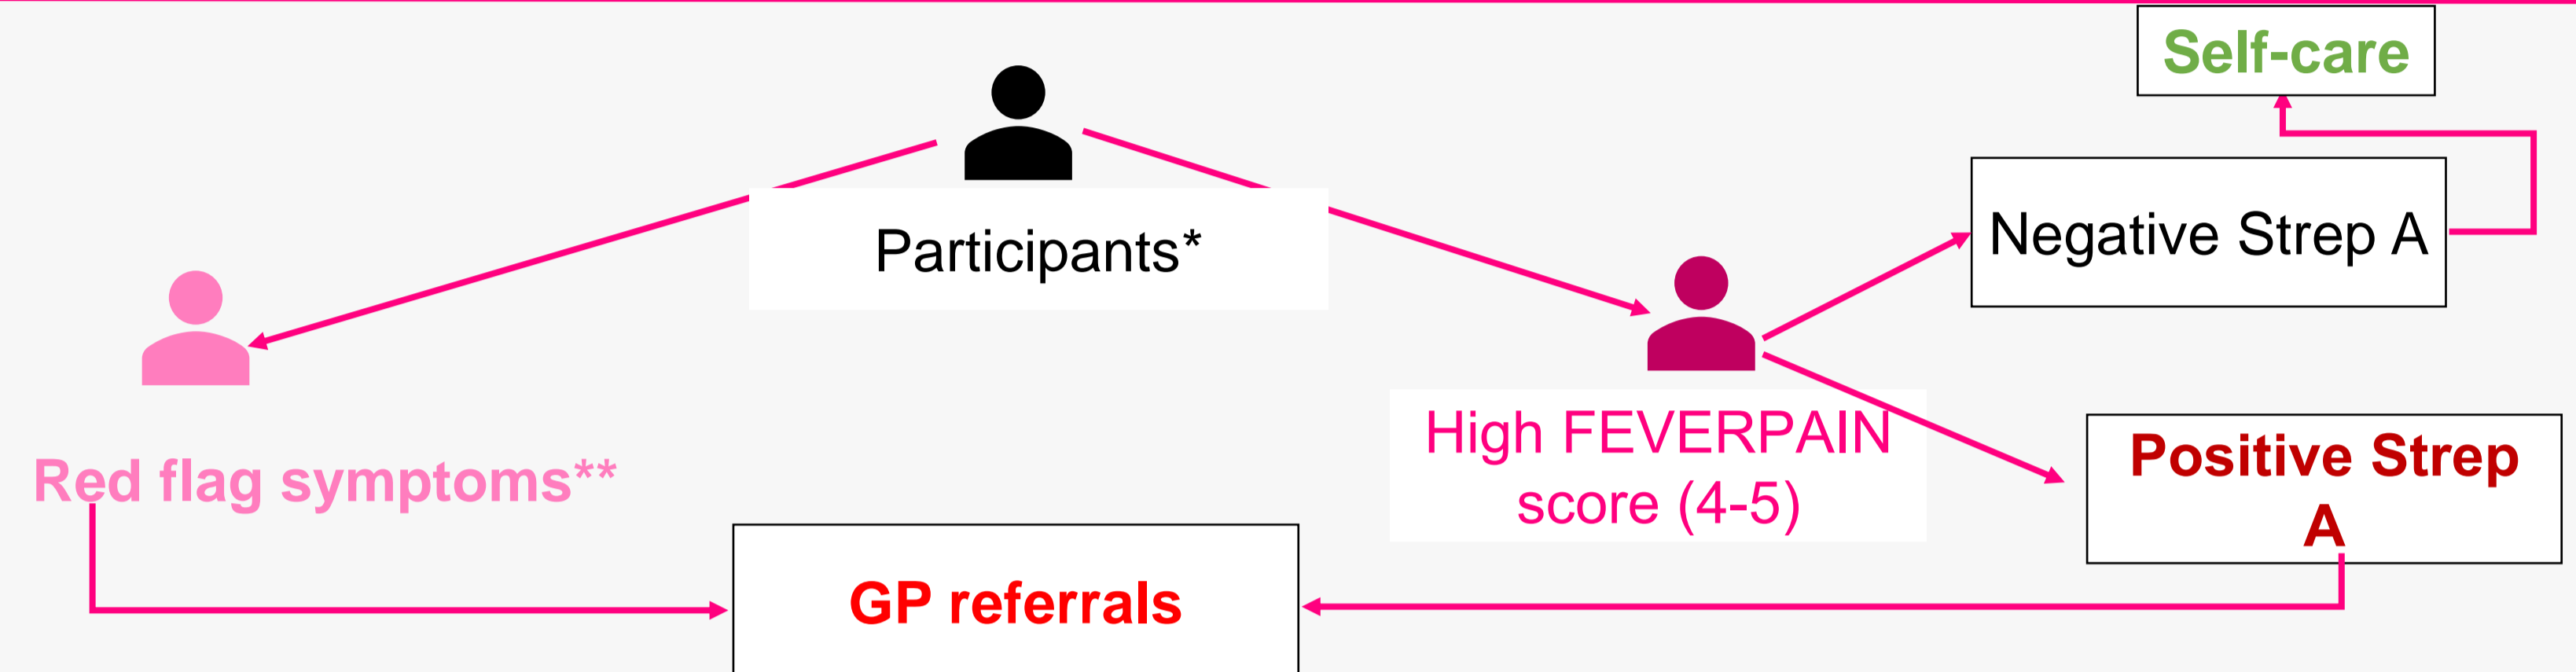 Self-care
Participants*
Negative Strep A
High FEVERPAIN
score (4-5)
Positive Strep
A
Red flag symptoms**
GP referrals